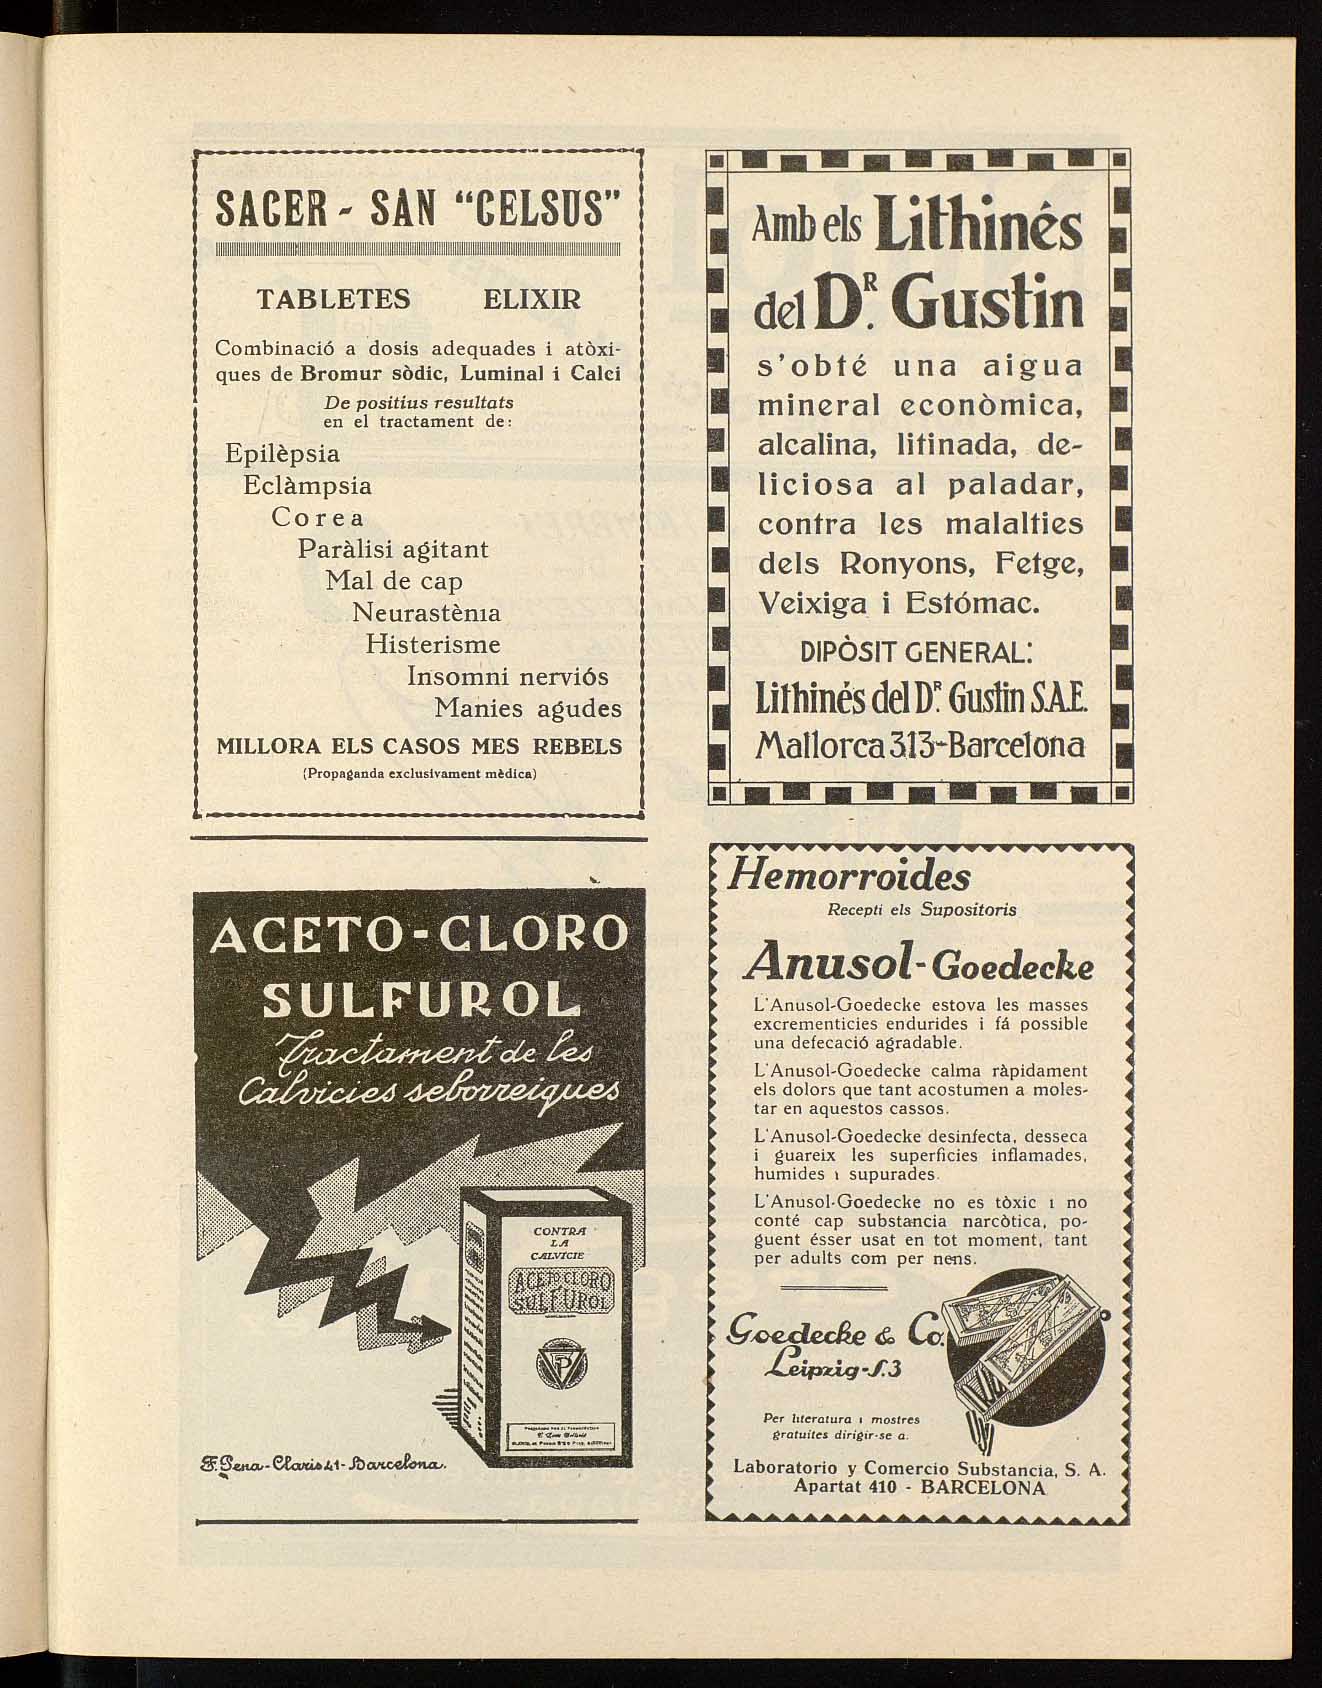 SACER - SAN "CELSUS"
TABLETES ELIXIR
Combinació a dosis adequades i atòxi-
ques de Bromur sòdic, Luminal i Calci
De positius resultats
en el tractament de:
Epilèpsia
Eclàmpsia
Corea
Paràlisi agitant
Mal de cap
Neurastènia
Histerisme
Insomni nerviós
Manies agudes
MILLORA ELS CASOS MES REBELS
(Propaganda exclusivament mèdica)
Amb els Lithinés
del Dr. Gustin
s'obté una aigua
mineral econòmica,
alcalina, litinada, de-
liciosa al paladar,
contra les malalties
dels Ronyons, Fetge,
Veixiga i Estómac.
DIPÒSIT GENERAL:
Lithinés del Dr. Gustin S.A.E.
Mallorca 313-Barcelona
ACETO-CLORO
SULFUROL
Tractament de les
Calvicies seborreiques
CONTRA
LA
CALVICIE
ACETO CLORO
SULFUROL
F. Pena - Claris 41 - Barcelona.
Hemorroides
Recepti els Supositoris
Anusol-Goedecke
L'Anusol-Goedecke estova les masses
excrementicies endurides i fá possible
una defecació agradable.
L'Anusol-Goedecke calma ràpidament
els dolors que tant acostumen a moles-
tar en aquestos cassos.
L'Anusol-Goedecke desinfecta, desseca
i guareix les superficies inflamades,
humides i supurades.
L'Anusol-Goedecke no es tòxic i no
conté cap substancia narcòtica, po-
guent ésser usat en tot moment, tant
per adults com per nens.
Goedecke & Co.
Leipzig-S.3
Per literatura i mostres
gratuites dirigir-se a.
Laboratorio y Comercio Substancia, S. A.
Apartat 410 - BARCELONA